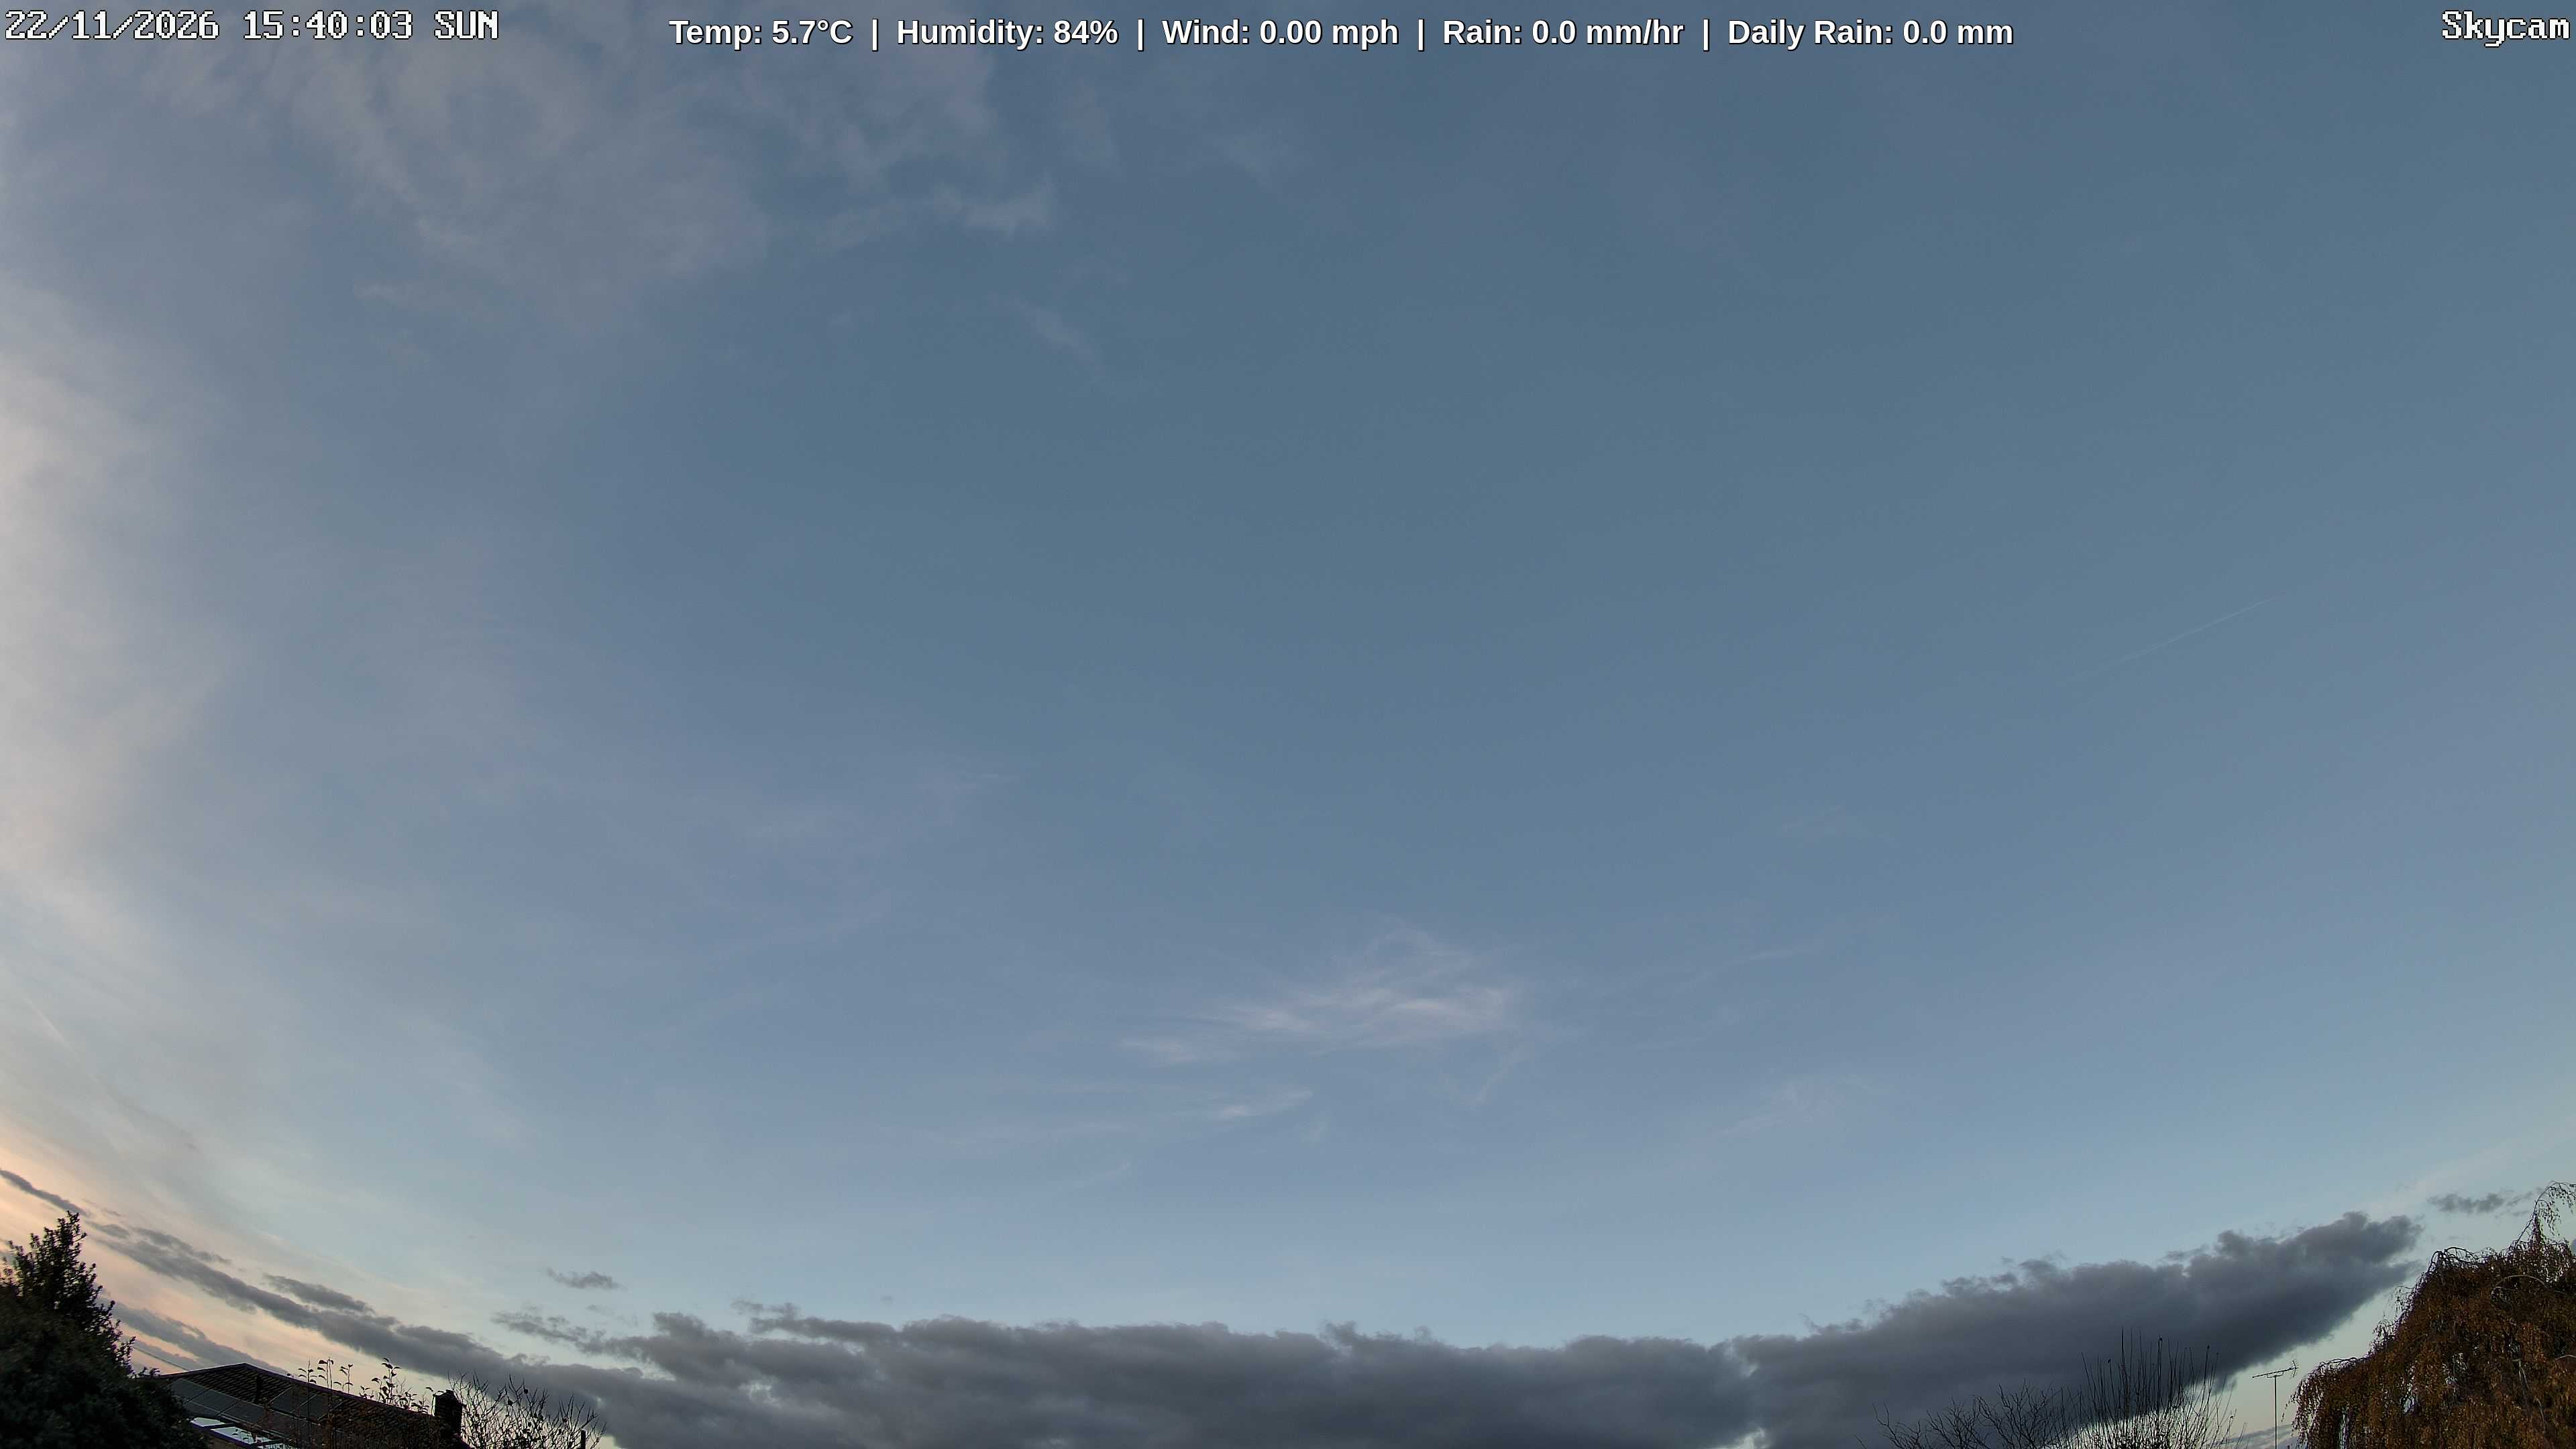 22/11/2026 15:40:03 SUN
Temp: 5.7°C | Humidity: 84% | Wind: 0.00 mph | Rain: 0.0 mm/hr | Daily Rain: 0.0 mm
Skycam